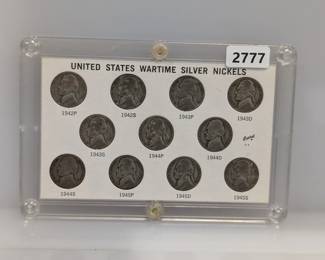 2777
UNITED STATES WARTIME SILVER NICKELS
1942P 1942S 1943P 1943D
1943S 1944P 1944D
1944S 1945P 1945D 1945S